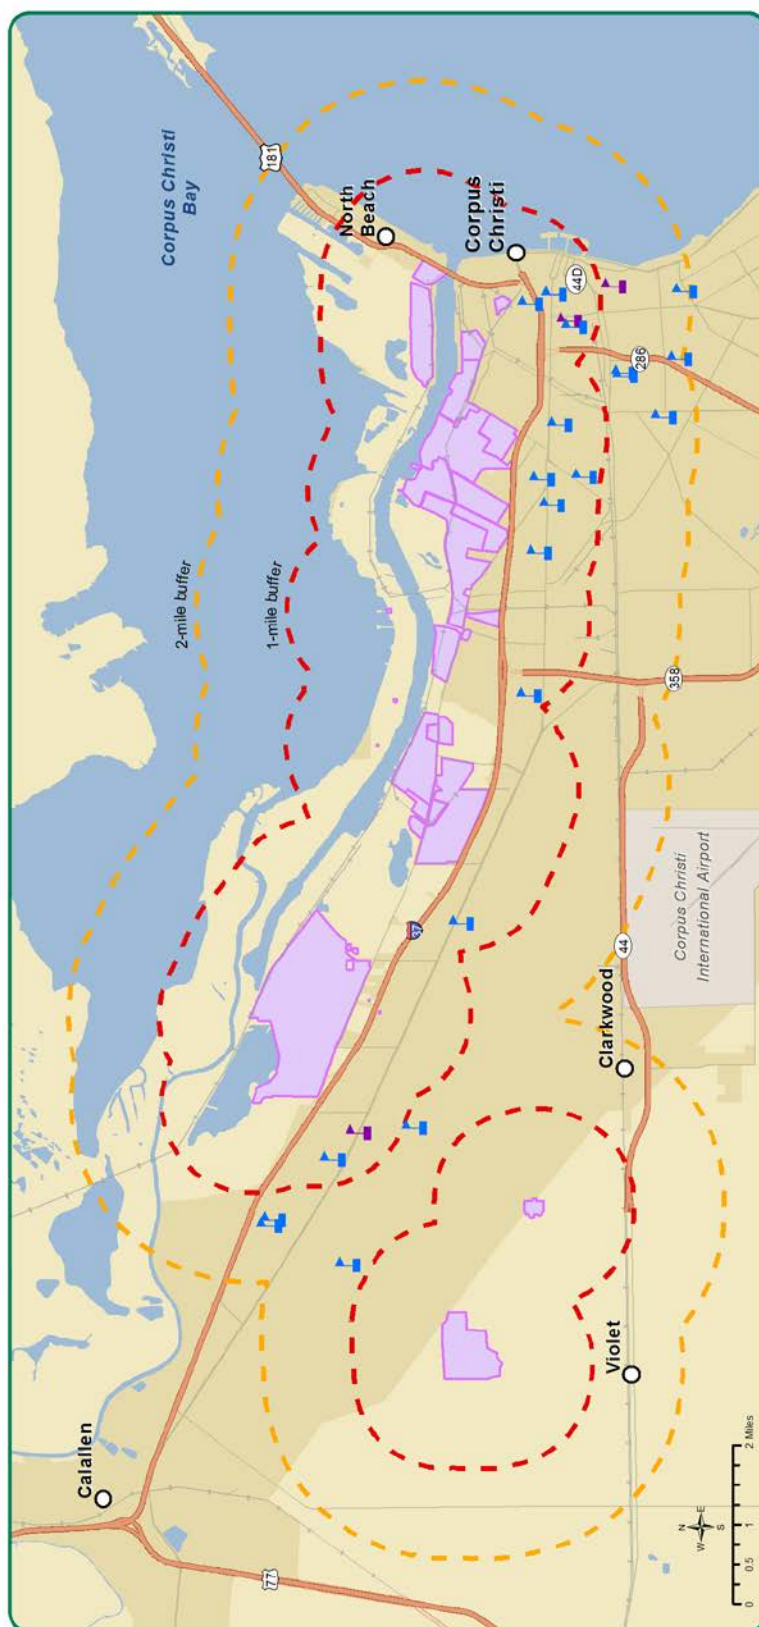 Corpus Christi
Bay
181
North
Beach
Corpus
Christi
44D
286
2-mile buffer
1-mile buffer
358
37
44
Corpus Christi
International Airport
Clarkwood
Violet
Calallen
77
N
W
E
S
0
0.5
1
2 Miles